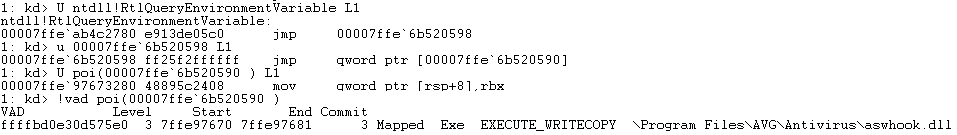 1: kd> U ntdll!RtlQueryEnvironmentVariable L1
ntdll!RtlQueryEnvironmentVariable:
00007ffe`ab4c2780 e913de05c0 jmp 00007ffe`6b520598
1: kd> u 00007ffe`6b520598 L1
00007ffe`6b520598 ff25f2ffffff jmp qword ptr [00007ffe`6b520590]
1: kd> U poi(00007ffe`6b520590 ) L1
00007ffe`97673280 48895c2408 mov qword ptr [rsp+8],rbx
1: kd> !vad poi(00007ffe`6b520590 )
VAD Level Start End Commit
ffffbd0e30d575e0 3 7ffe97670 7ffe97681 3 Mapped Exe EXECUTE_WRITECOPY \Program Files\AVG\Antivirus\aswhook.dll